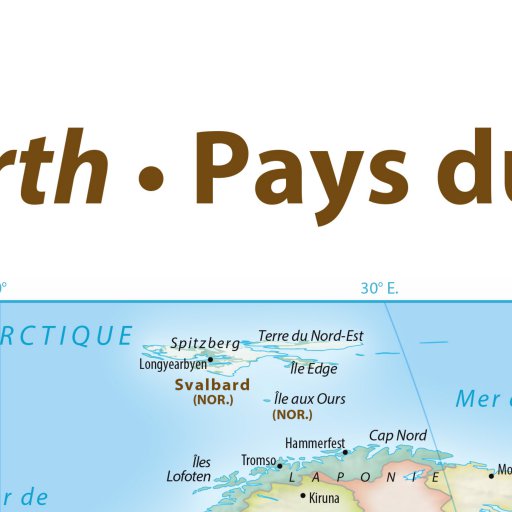 rth • Pays du
0°
30° E.
RCTIQUE
Spitzberg
Terre du Nord-Est
Longyearbyen
Île Edge
Svalbard
(NOR.)
Île aux Ours
(NOR.)
Mer
Cap Nord
Hammerfest
Îles
Lofoten
Tromso
LAPONIE
Mo
Kiruna
r de